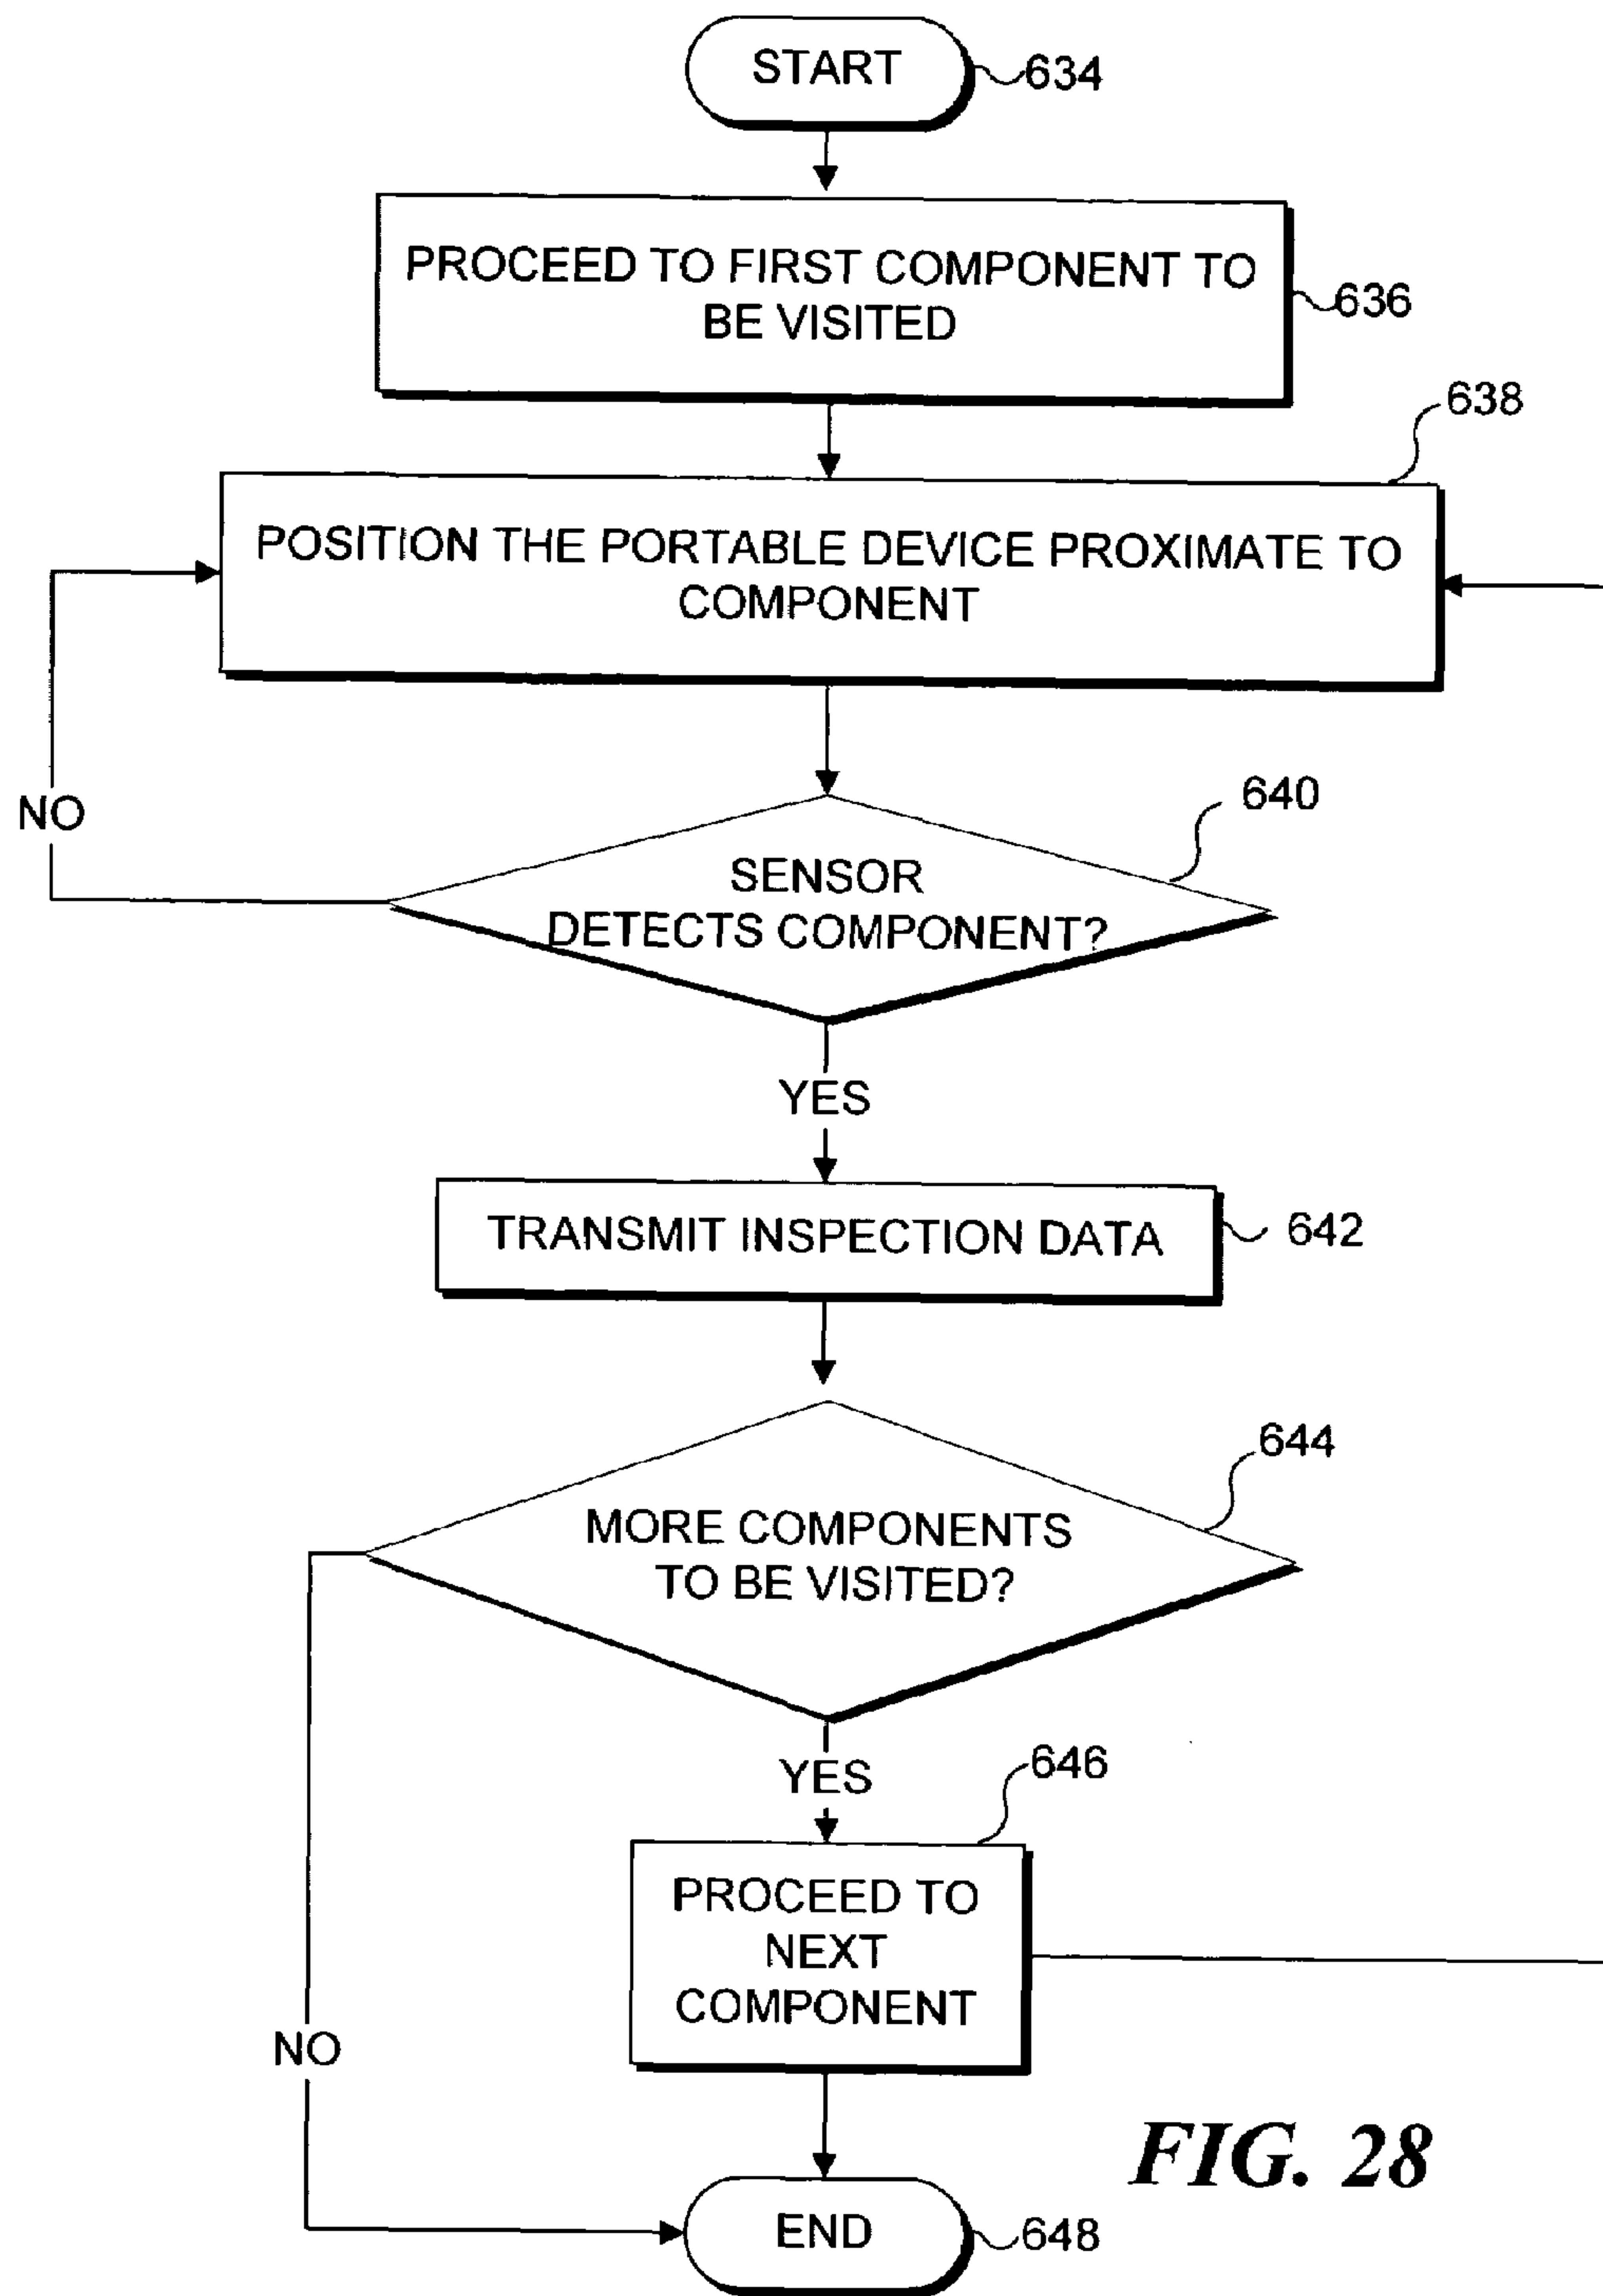 START
634
PROCEED TO FIRST COMPONENT TO
BE VISITED
636
638
POSITION THE PORTABLE DEVICE PROXIMATE TO
COMPONENT
640
NO
SENSOR
DETECTS COMPONENT?
YES
TRANSMIT INSPECTION DATA
642
644
MORE COMPONENTS
TO BE VISITED?
YES
646
PROCEED TO
NEXT
COMPONENT
NO
FIG. 28
END
648